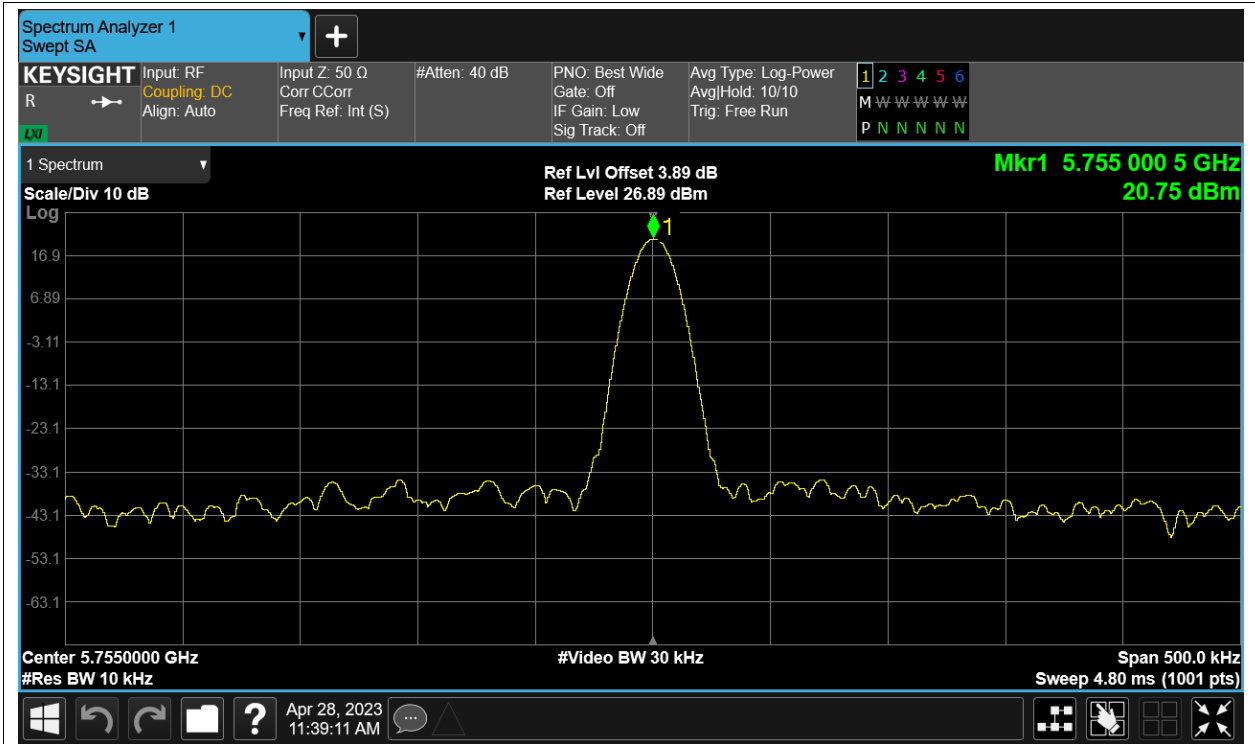 Spectrum Analyzer 1
Swept SA
KEYSIGHT
R
LXI
Input: RF
Coupling: DC
Align: Auto
Input Z: 50 Ω
Corr CCorr
Freq Ref: Int (S)
#Atten: 40 dB
PNO: Best Wide
Gate: Off
IF Gain: Low
Sig Track: Off
Avg Type: Log-Power
Avg|Hold: 10/10
Trig: Free Run
1 2 3 4 5 6
M W W W W W W
P N N N N N
1 Spectrum
Scale/Div 10 dB
Log
Ref Lvl Offset 3.89 dB
Ref Level 26.89 dBm
Mkr1 5.755 000 5 GHz
20.75 dBm
1
16.9
6.89
-3.11
-13.1
-23.1
-33.1
-43.1
-53.1
-63.1
Center 5.7550000 GHz
#Res BW 10 kHz
#Video BW 30 kHz
Span 500.0 kHz
Sweep 4.80 ms (1001 pts)
?
Apr 28, 2023
11:39:11 AM